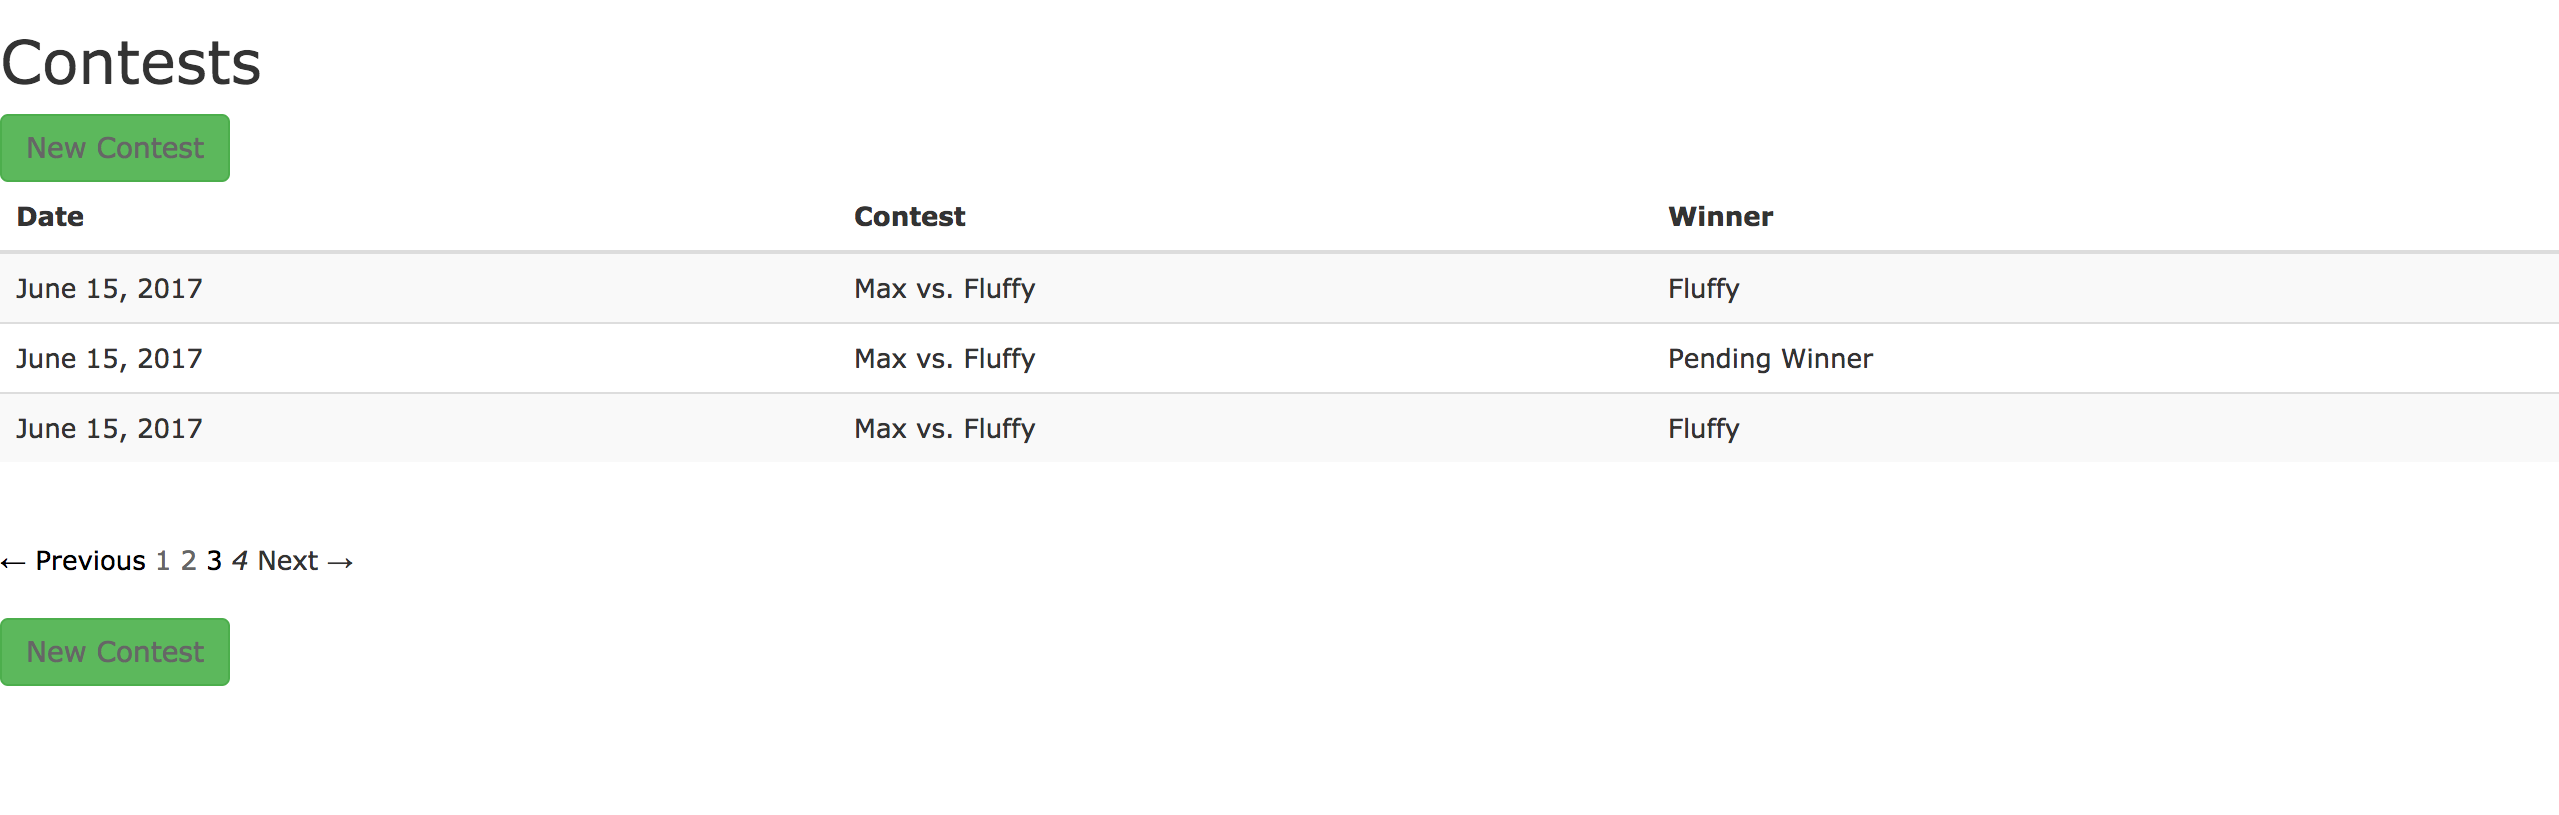 Contests
New Contest
Date Contest Winner
June 15, 2017 Max vs. Fluffy Fluffy
June 15, 2017 Max vs. Fluffy Pending Winner
June 15, 2017 Max vs. Fluffy Fluffy
← Previous 1 2 3 4 Next →
New Contest